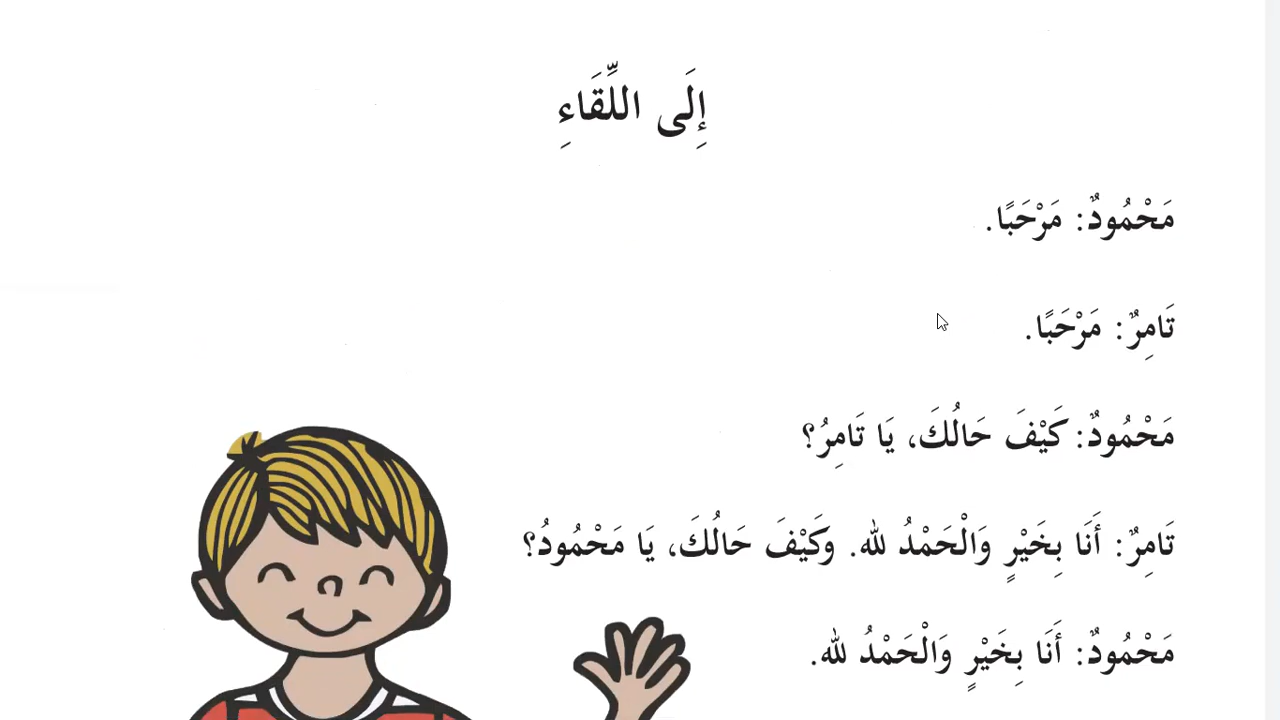 إِلَى اللِّقَاءِ
مَحْمُودٌ: مَرْحَبًا.
تَامِرٌ: مَرْحَبًا.
مَحْمُودٌ: كَيْفَ حَالُكَ، يَا تَامِرُ؟
تَامِرٌ: أَنَا بِخَيْرٍ وَالْحَمْدُ لله. وَكَيْفَ حَالُكَ، يَا مَحْمُودُ؟
مَحْمُودٌ: أَنَا بِخَيْرٍ وَالْحَمْدُ لله.